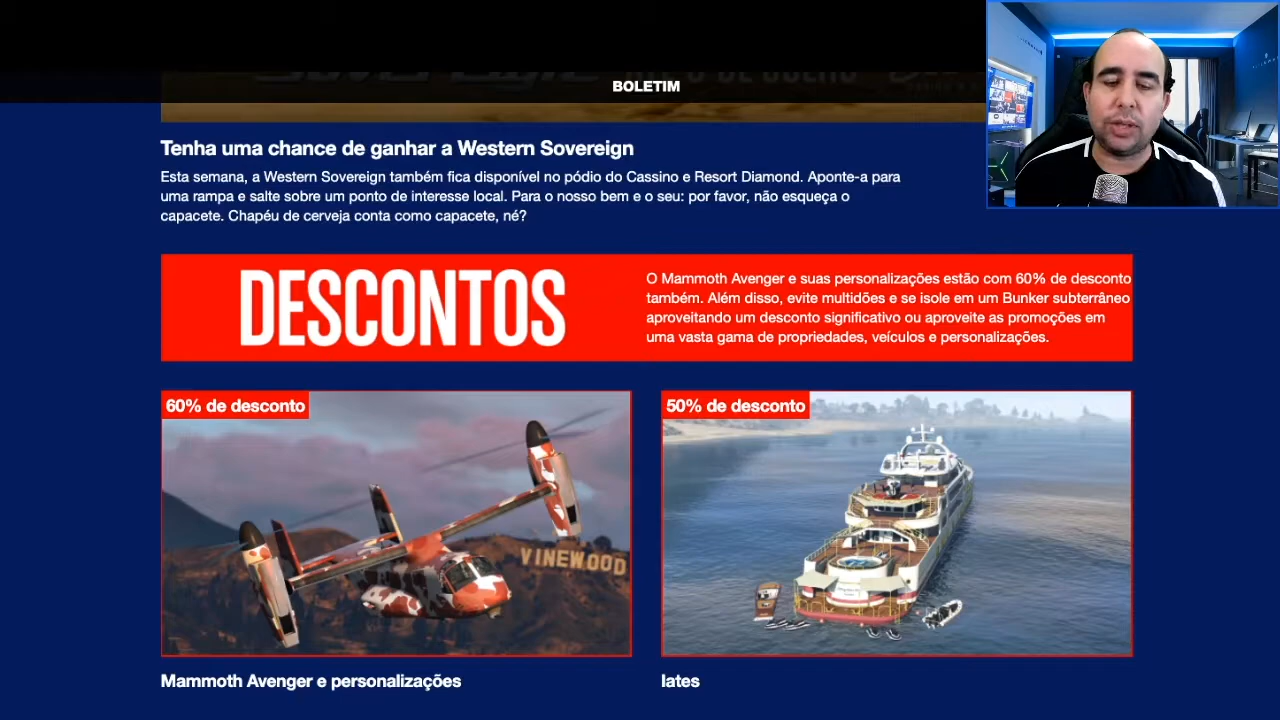 BOLETIM
Tenha uma chance de ganhar a Western Sovereign
Esta semana, a Western Sovereign também fica disponível no pódio do Cassino e Resort Diamond. Aponte-a para
uma rampa e salte sobre um ponto de interesse local. Para o nosso bem e o seu: por favor, não esqueça o
capacete. Chapéu de cerveja conta como capacete, né?
DESCONTOS
O Mammoth Avenger e suas personalizações estão com 60% de desconto
também. Além disso, evite multidões e se isole em um Bunker subterrâneo
aproveitando um desconto significativo ou aproveite as promoções em
uma vasta gama de propriedades, veículos e personalizações.
60% de desconto
50% de desconto
VINEWOOD
Mammoth Avenger e personalizações
Iates